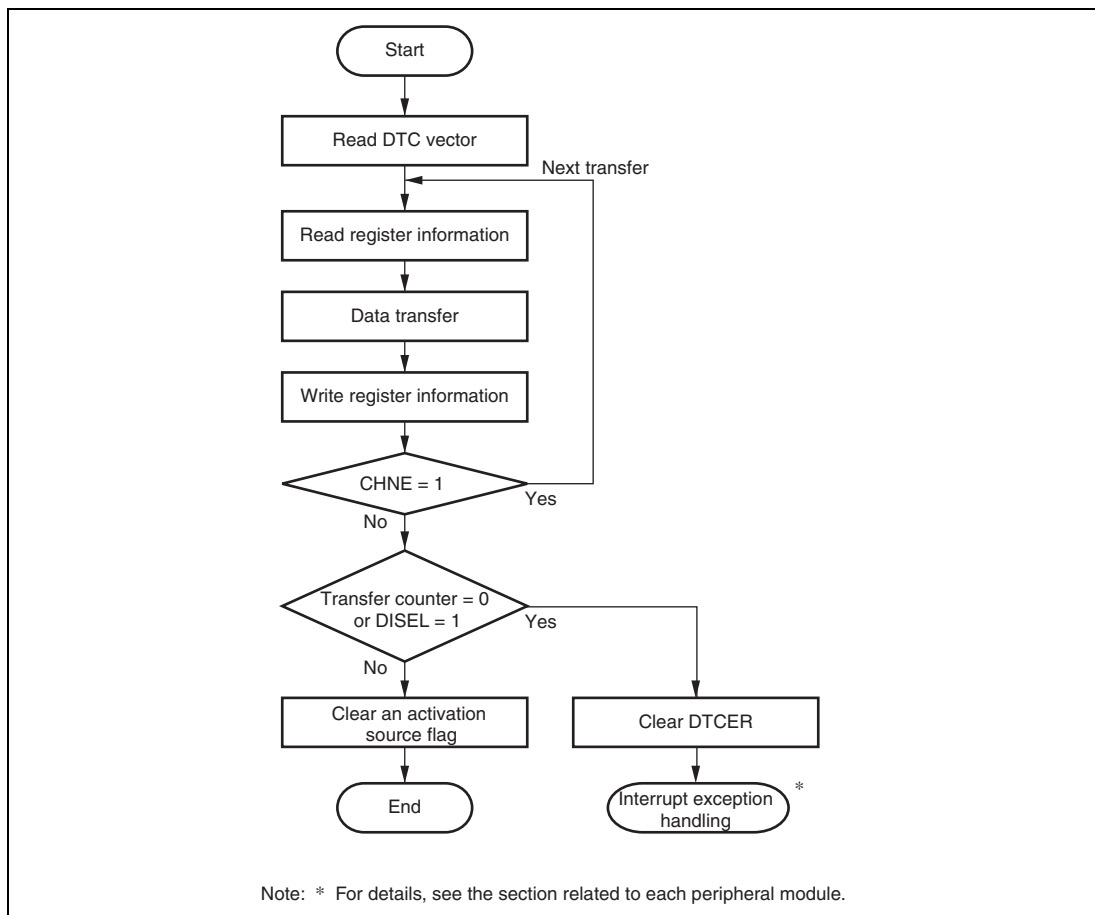 Start
Read DTC vector
Next transfer
Read register information
Data transfer
Write register information
CHNE = 1
Yes
No
Transfer counter = 0
or DISEL = 1
Yes
No
Clear an activation
source flag
Clear DTCER
End
Interrupt exception
handling
*
Note: * For details, see the section related to each peripheral module.